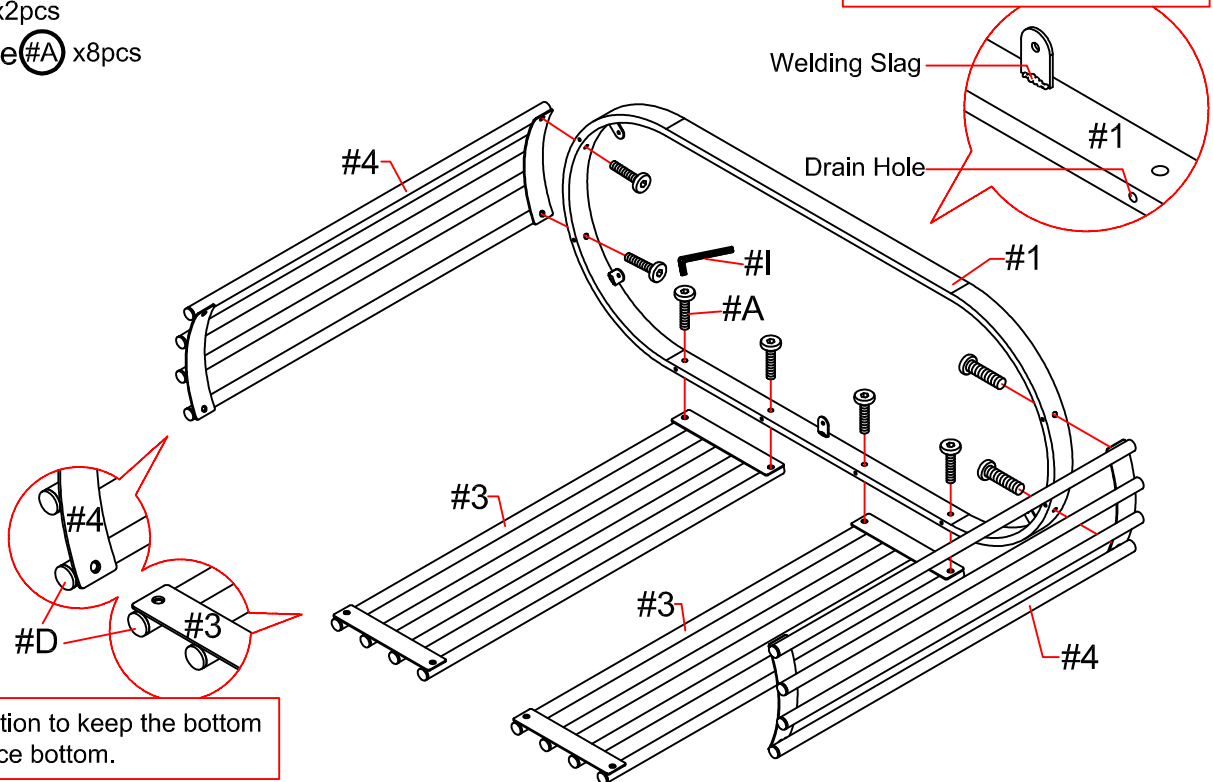 x2pcs
e #A x8pcs
Welding Slag
#1
Drain Hole
#4
#1
#I
#A
#3
#4
#3
#D
#3
#4
tion to keep the bottom
ce bottom.